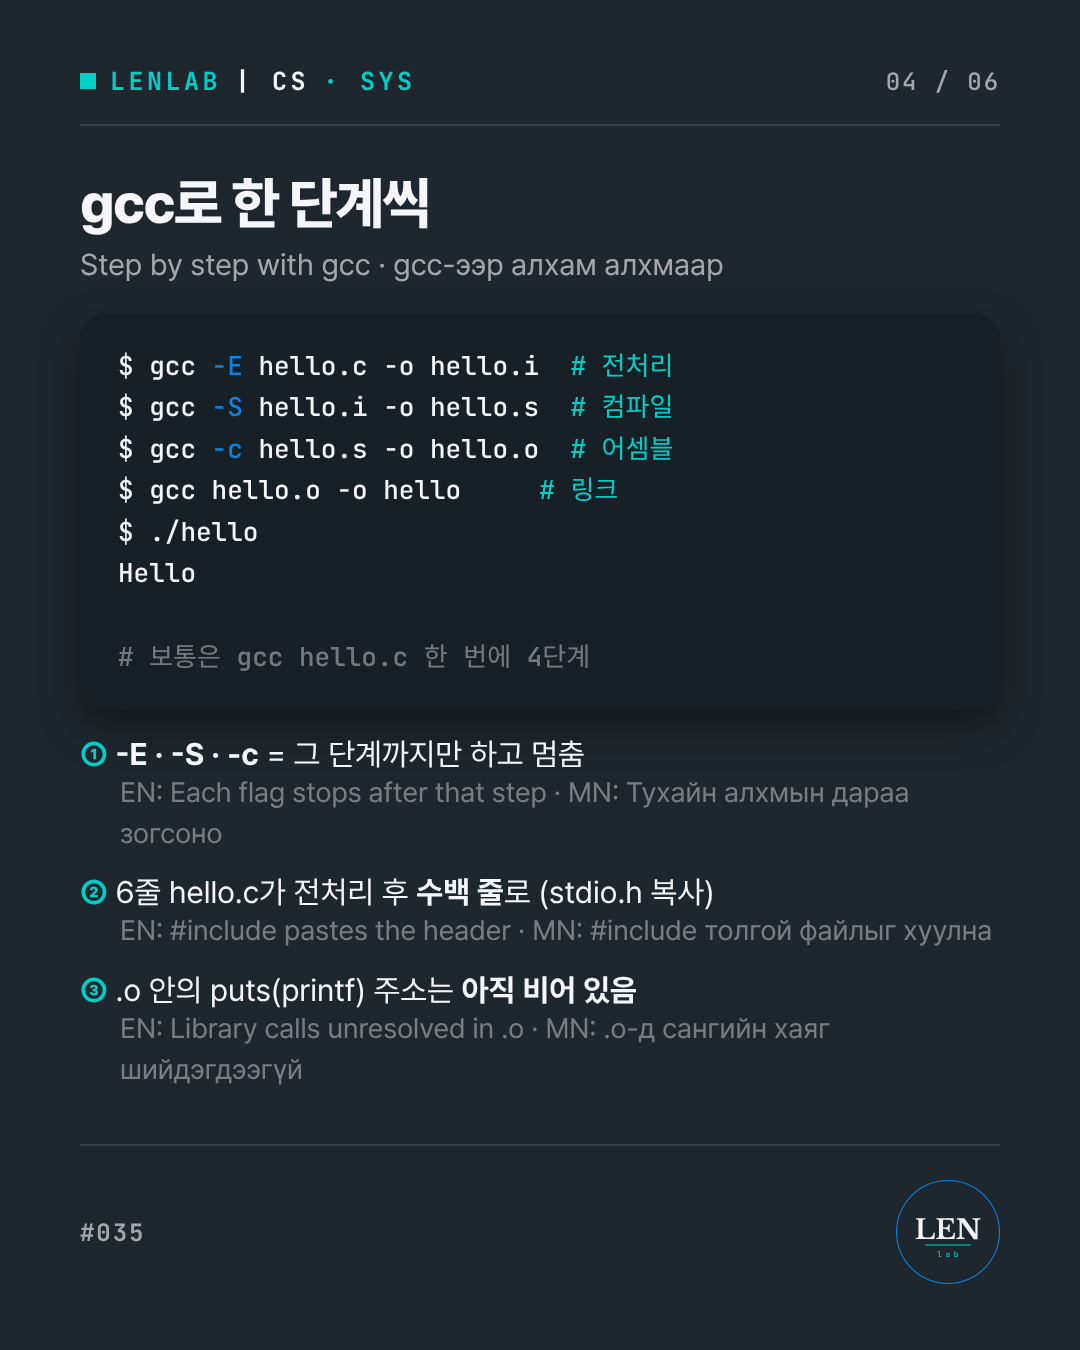 LENLAB | CS · SYS
04 / 06
gcc로 한 단계씩
Step by step with gcc · gcc-ээр алхам алхмаар
$ gcc -E hello.c -o hello.i  # 전처리
$ gcc -S hello.i -o hello.s  # 컴파일
$ gcc -c hello.s -o hello.o  # 어셈블
$ gcc hello.o -o hello     # 링크
$ ./hello
Hello
# 보통은 gcc hello.c 한 번에 4단계
① -E · -S · -c = 그 단계까지만 하고 멈춤
EN: Each flag stops after that step · MN: Тухайн алхмын дараа
зогсоно
② 6줄 hello.c가 전처리 후 수백 줄로 (stdio.h 복사)
EN: #include pastes the header · MN: #include толгой файлыг хуулна
③ .o 안의 puts(printf) 주소는 아직 비어 있음
EN: Library calls unresolved in .o · MN: .o-д сангийн хаяг
шийдэгдээгүй
#035
LEN
lab